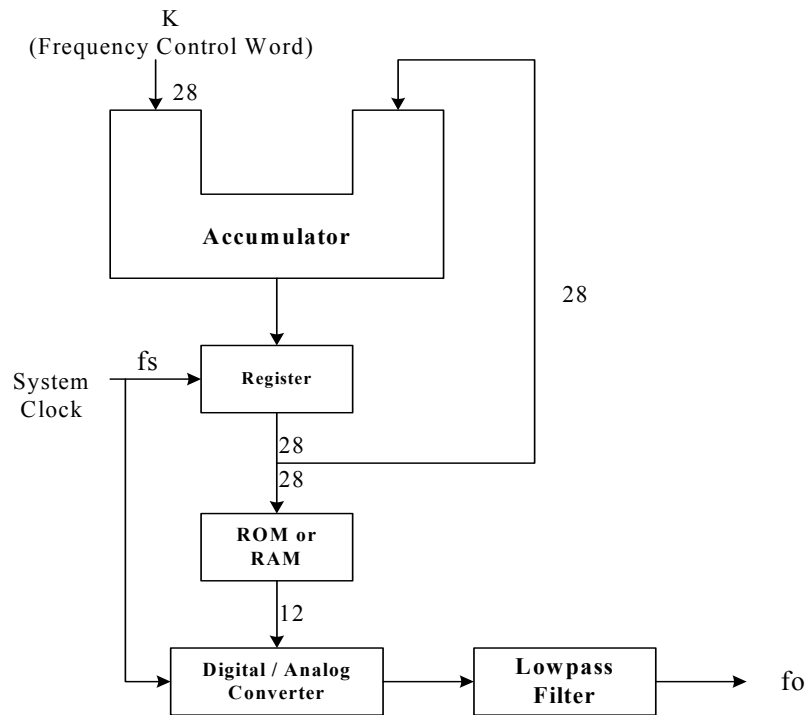 K
(Frequency Control Word)
28
Accumulator
28
fs
System
Clock
Register
28
28
ROM or
RAM
12
Digital / Analog
Converter
Lowpass
Filter
fo